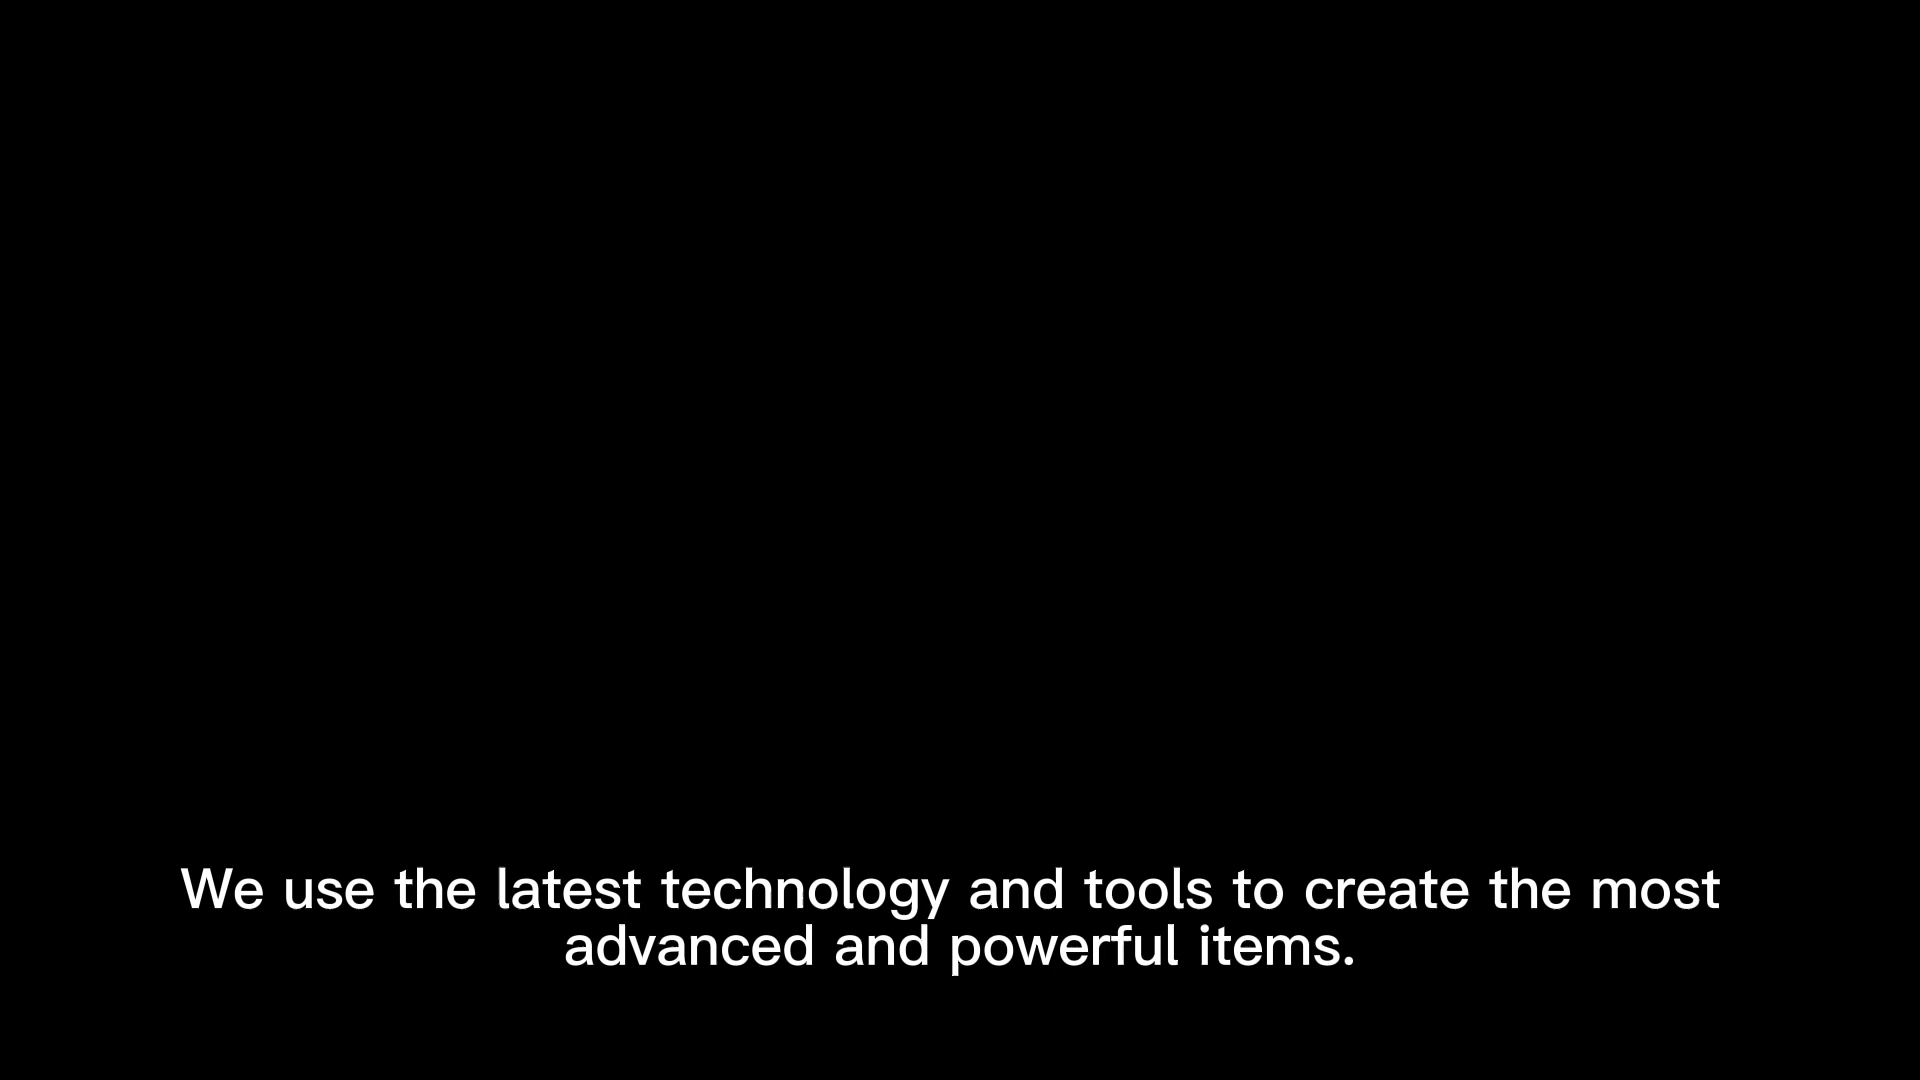 We use the latest technology and tools to create the most
advanced and powerful items.